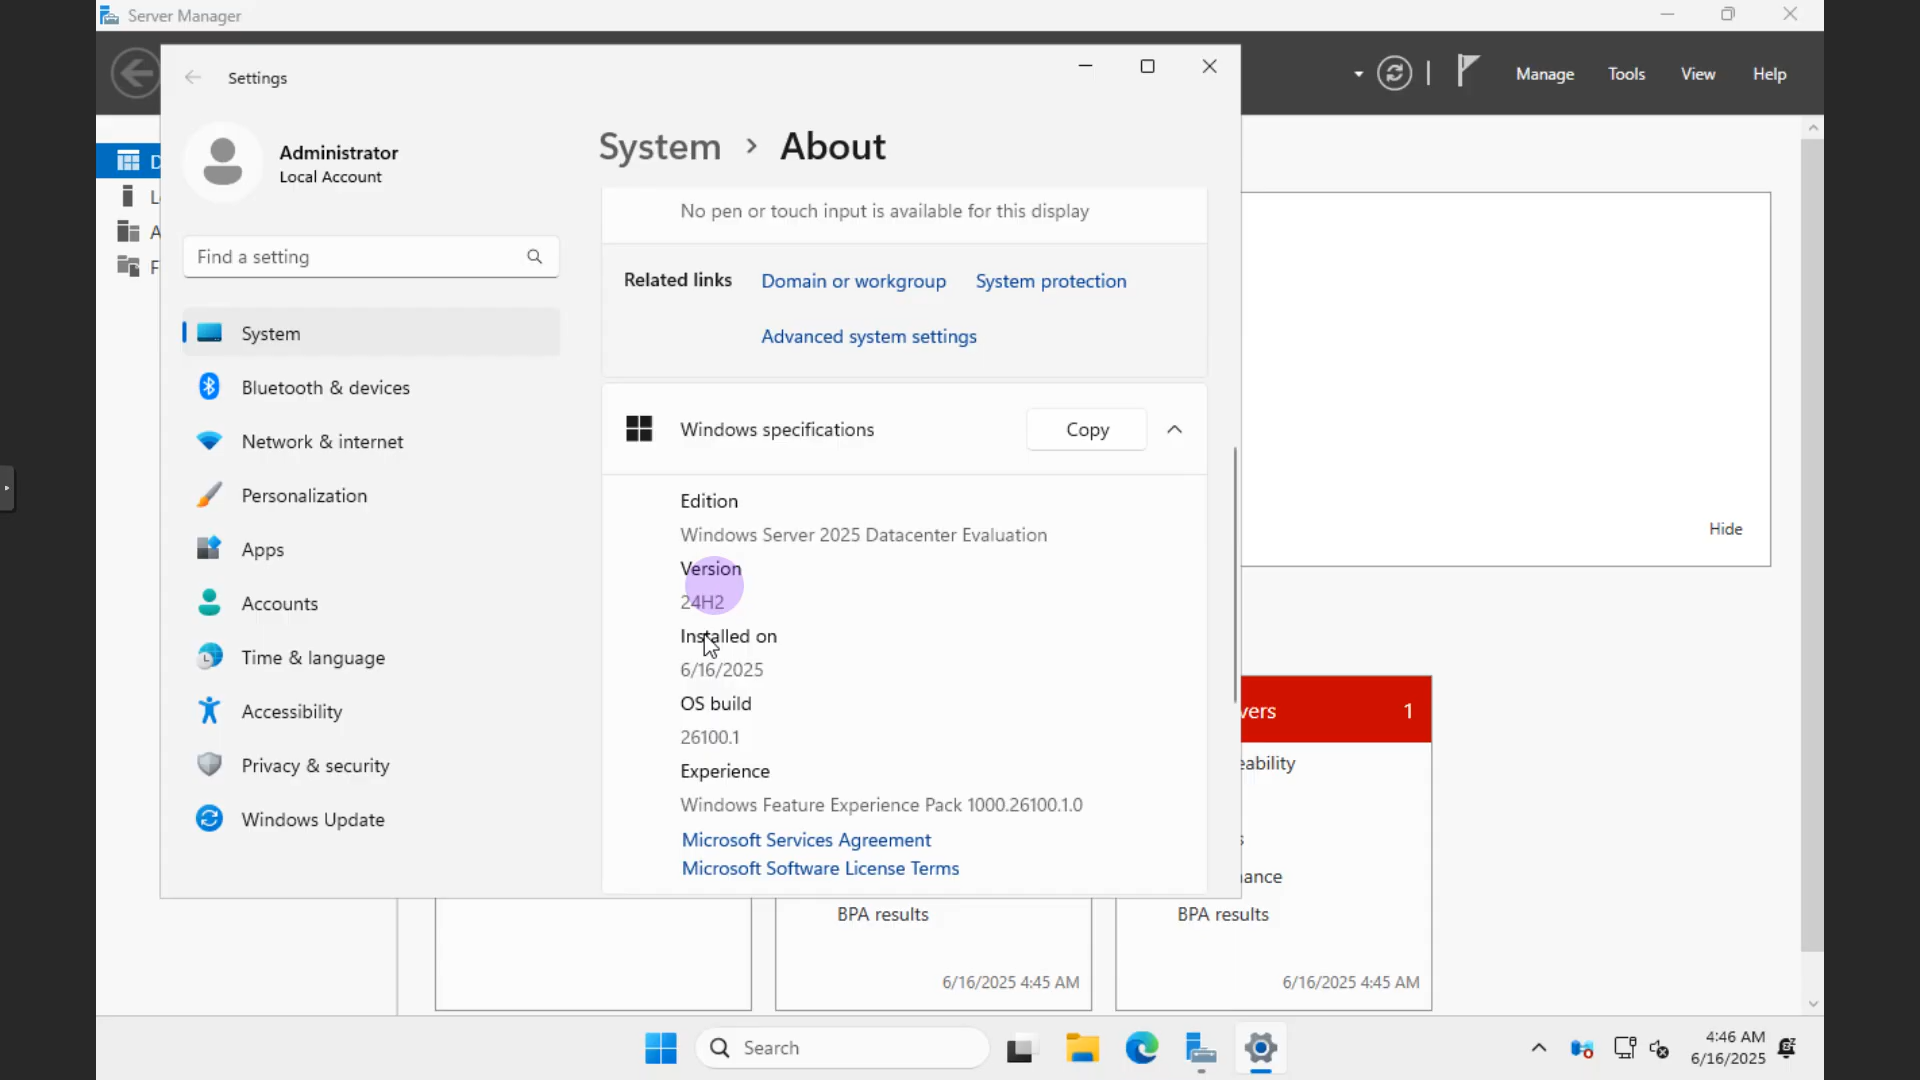 Server Manager
Settings
Manage
Tools
View
Help
Administrator
Local Account
System > About
D
L
A
F
Find a setting
No pen or touch input is available for this display
Related links
Domain or workgroup
System protection
Advanced system settings
System
Bluetooth & devices
Network & internet
Personalization
Apps
Accounts
Time & language
Accessibility
Privacy & security
Windows Update
Windows specifications
Copy
Edition
Windows Server 2025 Datacenter Evaluation
Version
24H2
Installed on
6/16/2025
OS build
26100.1
Experience
Windows Feature Experience Pack 1000.26100.1.0
Microsoft Services Agreement
Microsoft Software License Terms
Hide
vers 1
eability
s
ance
BPA results
BPA results
6/16/2025 4:45 AM
6/16/2025 4:45 AM
Search
4:46 AM
6/16/2025